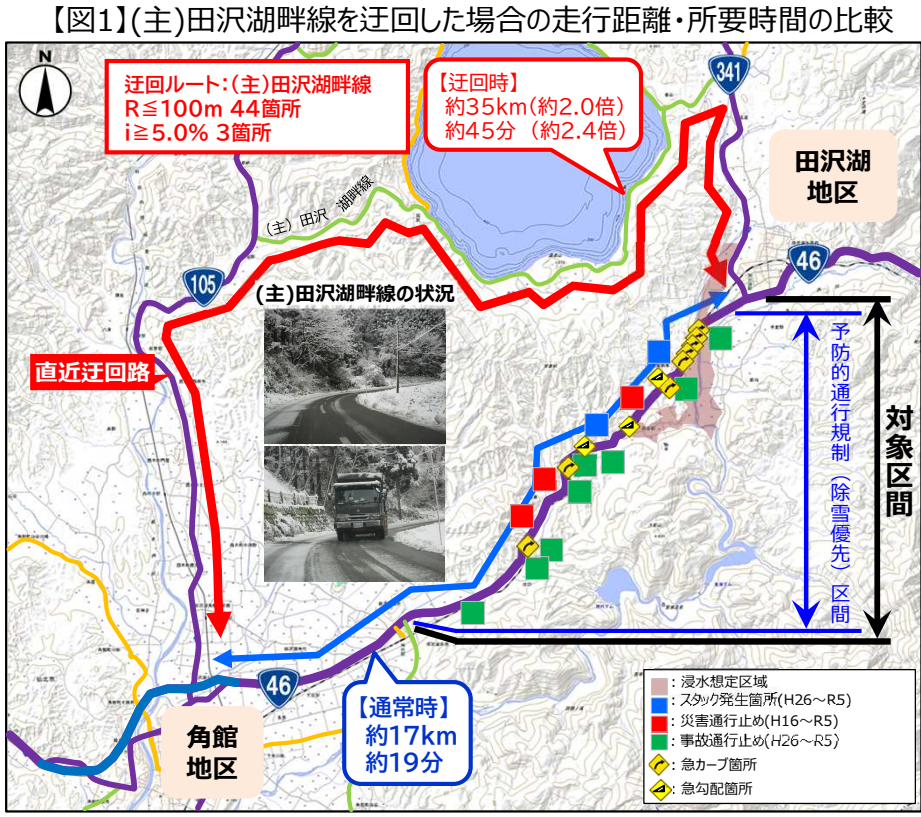 【図1】(主)田沢湖畔線を迂回した場合の走行距離・所要時間の比較
N
迂回ルート:(主)田沢湖畔線
R≦100m 44箇所
i≧5.0% 3箇所
【迂回時】
約35km(約2.0倍)
約45分 (約2.4倍)
341
田沢湖
地区
46
(主) 田沢 湖畔線
105
(主)田沢湖畔線の状況
直近迂回路
予防的通行規制(除雪優先)区間
対象区間
46
【通常時】
約17km
約19分
角館
地区
: 浸水想定区域
: スタック発生箇所(H26~R5)
: 災害通行止め(H16~R5)
: 事故通行止め(H26~R5)
: 急カーブ箇所
: 急勾配箇所